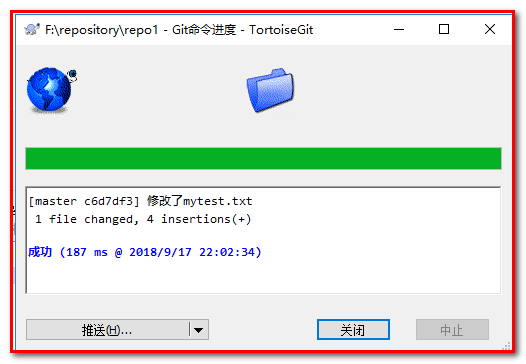 F:\repository\repo1 - Git命令进度 - TortoiseGit
[master c6d7df3] 修改了mytest.txt
1 file changed, 4 insertions(+)
成功 (187 ms @ 2018/9/17 22:02:34)
推送(H)... 关闭 中止